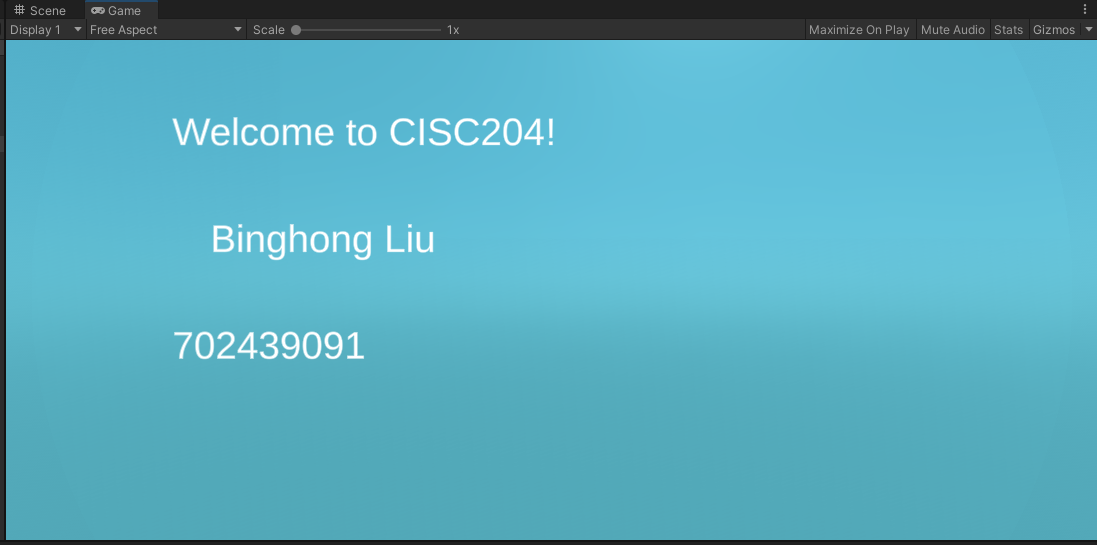 Scene Game
Display 1 Free Aspect Scale 1x Maximize On Play Mute Audio Stats Gizmos
Welcome to CISC204!
Binghong Liu
702439091